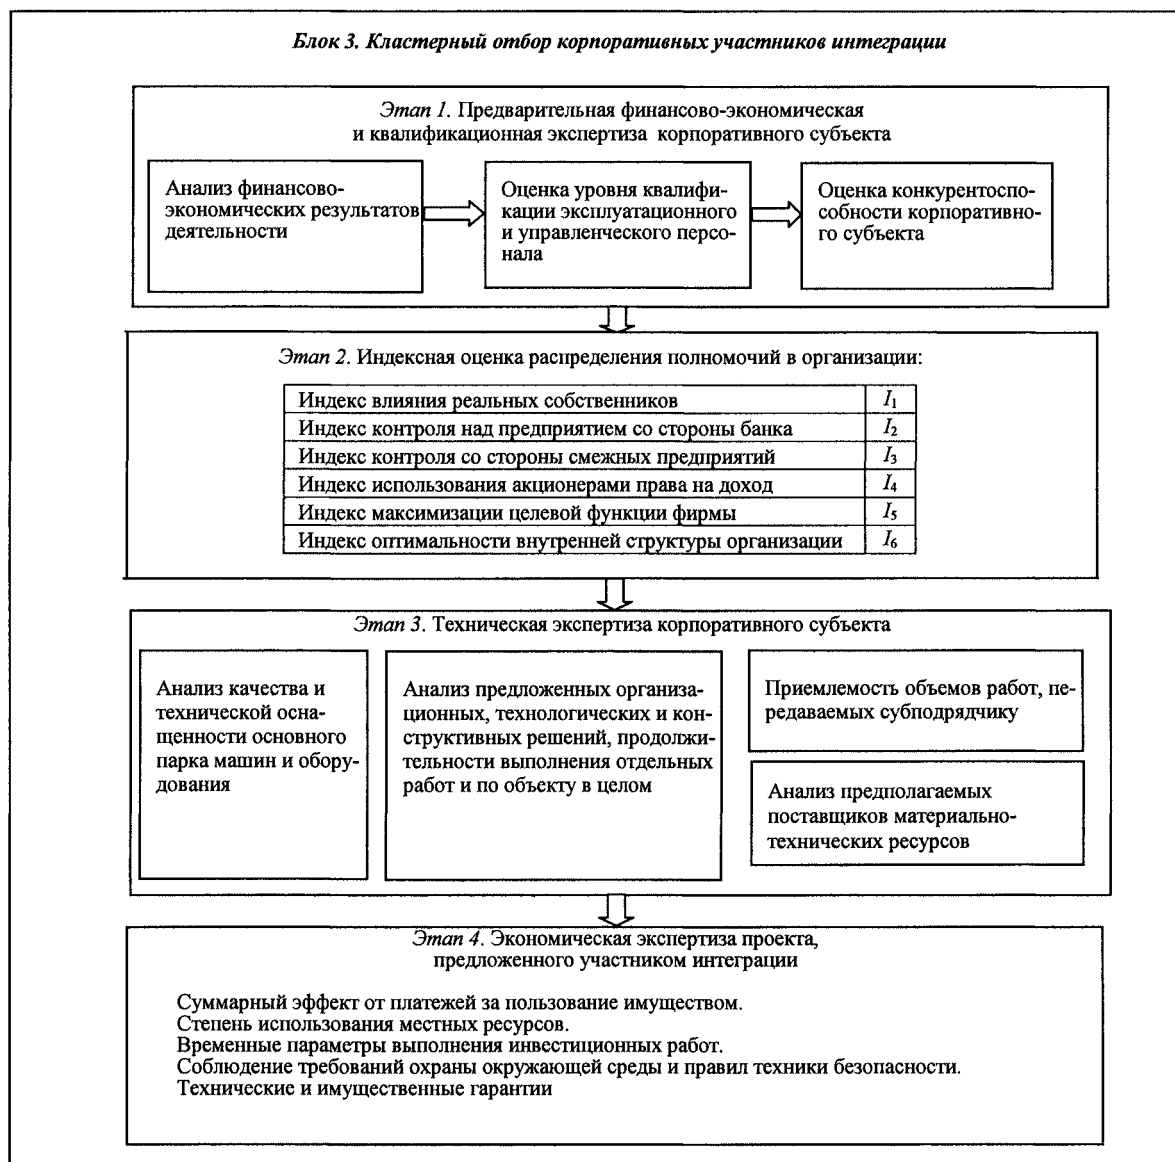 Блок 3. Кластерный отбор корпоративных участников интеграции
Этап 1. Предварительная финансово-экономическая
и квалификационная экспертиза корпоративного субъекта
Анализ финансово-
экономических результатов
деятельности
Оценка уровня квалифи-
кации эксплуатационного
и управленческого персо-
нала
Оценка конкурентоспо-
собности корпоративно-
го субъекта
Этап 2. Индексная оценка распределения полномочий в организации:
Индекс влияния реальных собственников I1
Индекс контроля над предприятием со стороны банка I2
Индекс контроля со стороны смежных предприятий I3
Индекс использования акционерами права на доход I4
Индекс максимизации целевой функции фирмы I5
Индекс оптимальности внутренней структуры организации I6
Этап 3. Техническая экспертиза корпоративного субъекта
Анализ качества и
технической осна-
щенности основного
парка машин и обору-
дования
Анализ предложенных организа-
ционных, технологических и кон-
структивных решений, продолжи-
тельности выполнения отдельных
работ и по объекту в целом
Приемлемость объемов работ, пе-
редаваемых субподрядчику
Анализ предполагаемых
поставщиков материально-
технических ресурсов
Этап 4. Экономическая экспертиза проекта,
предложенного участником интеграции
Суммарный эффект от платежей за пользование имуществом.
Степень использования местных ресурсов.
Временные параметры выполнения инвестиционных работ.
Соблюдение требований охраны окружающей среды и правил техники безопасности.
Технические и имущественные гарантии